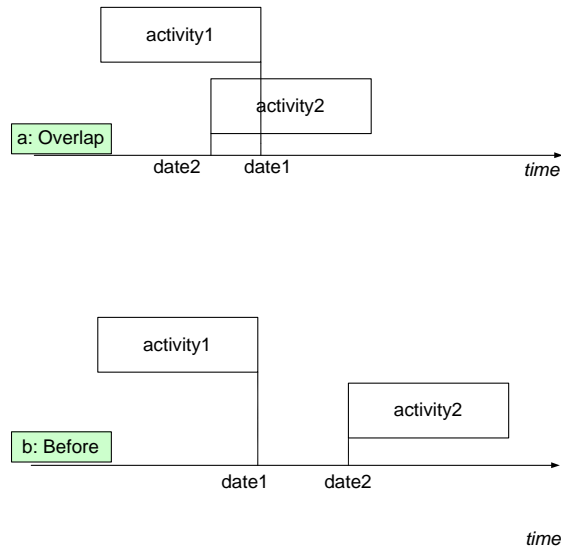 activity1
activity2
a: Overlap
date2 date1
time
activity1
activity2
b: Before
date1 date2
time